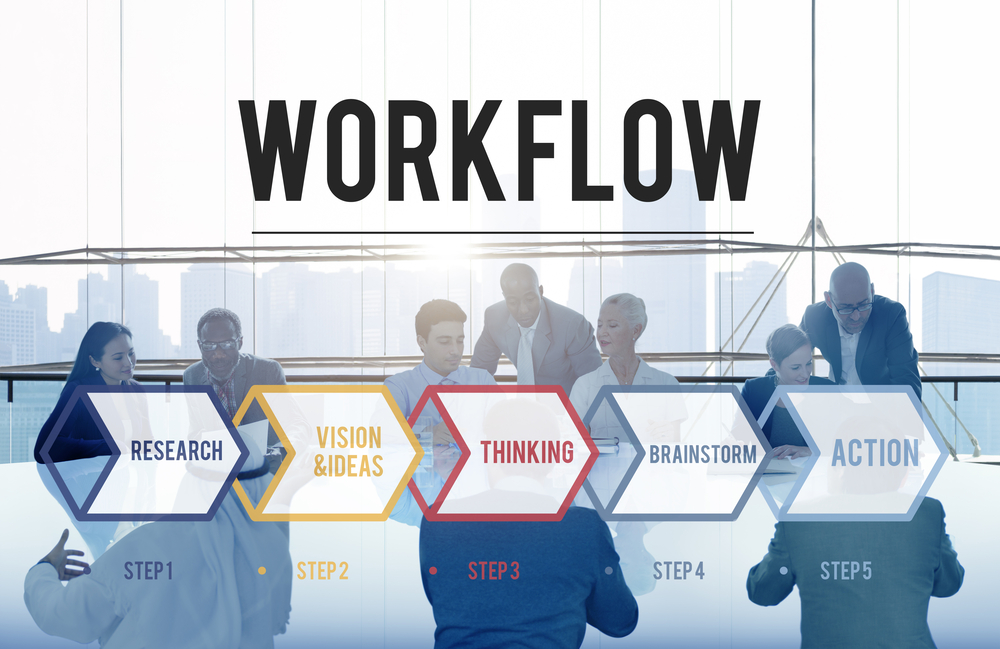 WORKFLOW
RESEARCH
VISION
&IDEAS
THINKING
BRAINSTORM
ACTION
STEP1
STEP2
STEP3
STEP4
STEP5